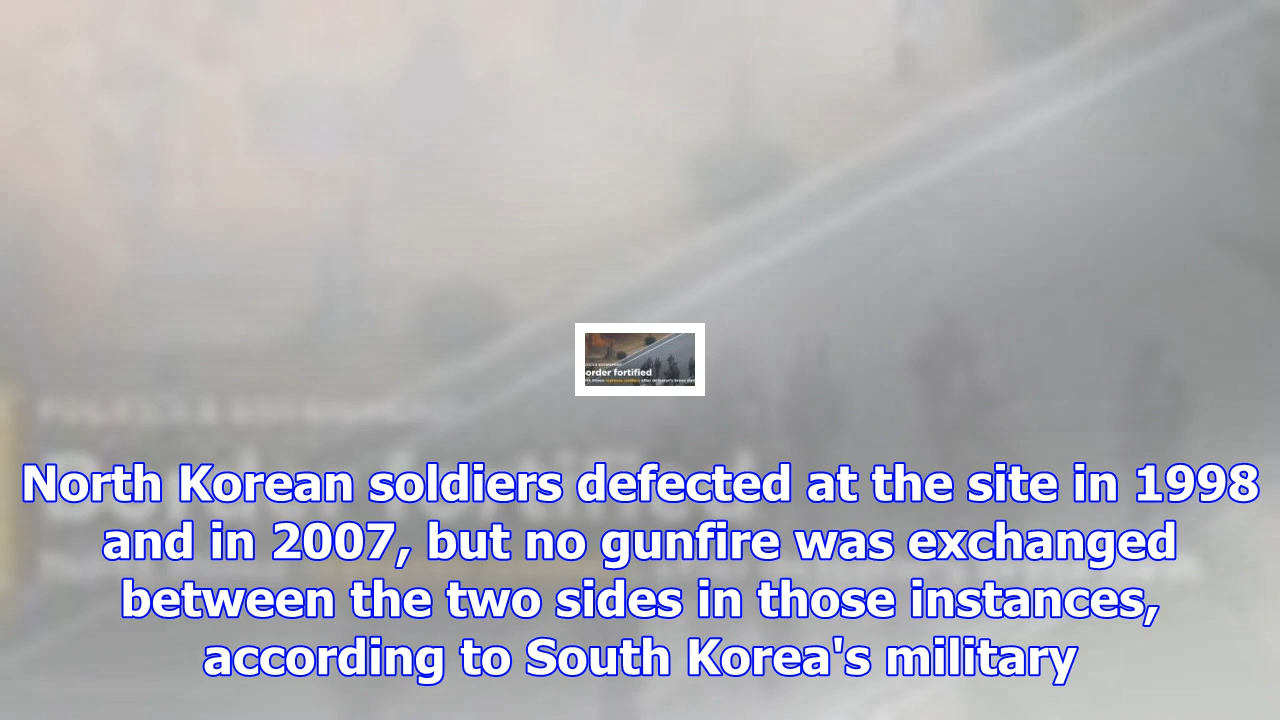 order fortified
North Korean soldiers defected at the site in 1998
and in 2007, but no gunfire was exchanged
between the two sides in those instances,
according to South Korea's military